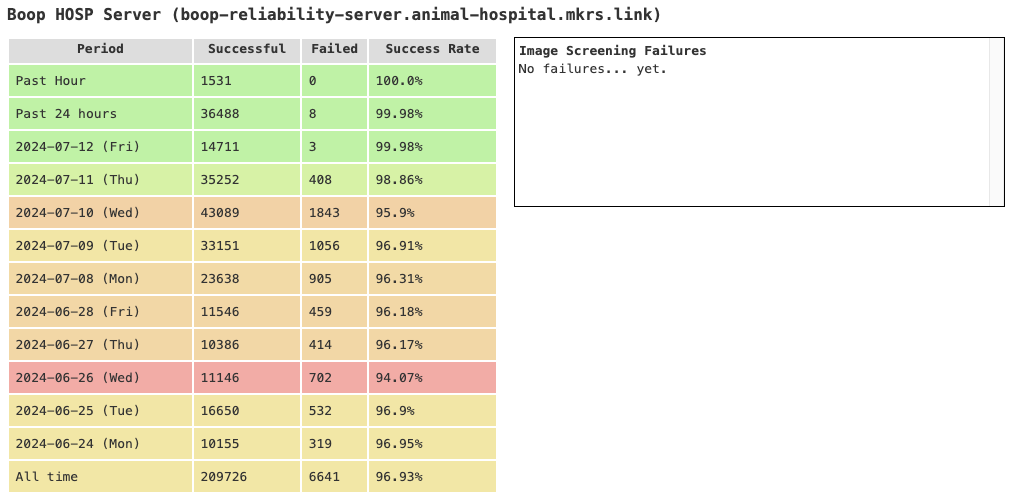 Boop HOSP Server (boop-reliability-server.animal-hospital.mkrs.link)
Period Successful Failed Success Rate
Past Hour 1531 0 100.0%
Past 24 hours 36488 8 99.98%
2024-07-12 (Fri) 14711 3 99.98%
2024-07-11 (Thu) 35252 408 98.86%
2024-07-10 (Wed) 43089 1843 95.9%
2024-07-09 (Tue) 33151 1056 96.91%
2024-07-08 (Mon) 23638 905 96.31%
2024-06-28 (Fri) 11546 459 96.18%
2024-06-27 (Thu) 10386 414 96.17%
2024-06-26 (Wed) 11146 702 94.07%
2024-06-25 (Tue) 16650 532 96.9%
2024-06-24 (Mon) 10155 319 96.95%
All time 209726 6641 96.93%
Image Screening Failures
No failures... yet.